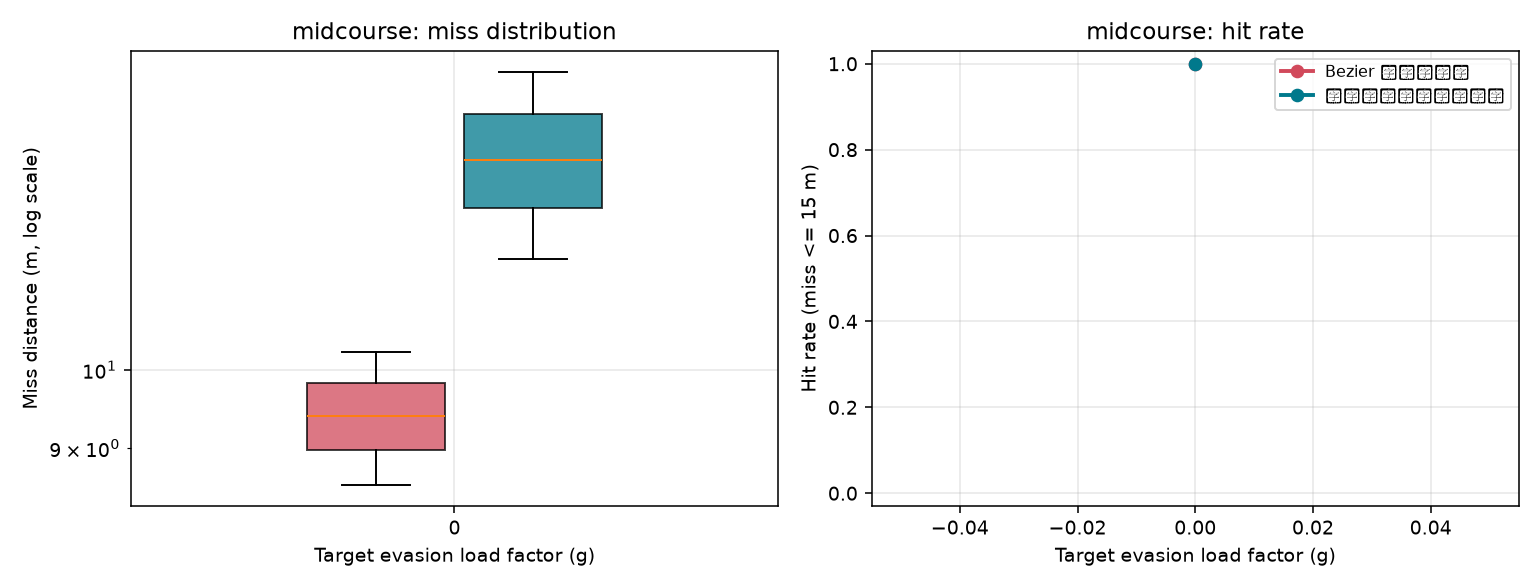 midcourse: miss distribution
Miss distance (m, log scale)
10¹
9 × 10⁰
0
Target evasion load factor (g)
midcourse: hit rate
Hit rate (miss <= 15 m)
1.0
0.8
0.6
0.4
0.2
0.0
Bezier
−0.04
−0.02
0.00
0.02
0.04
Target evasion load factor (g)